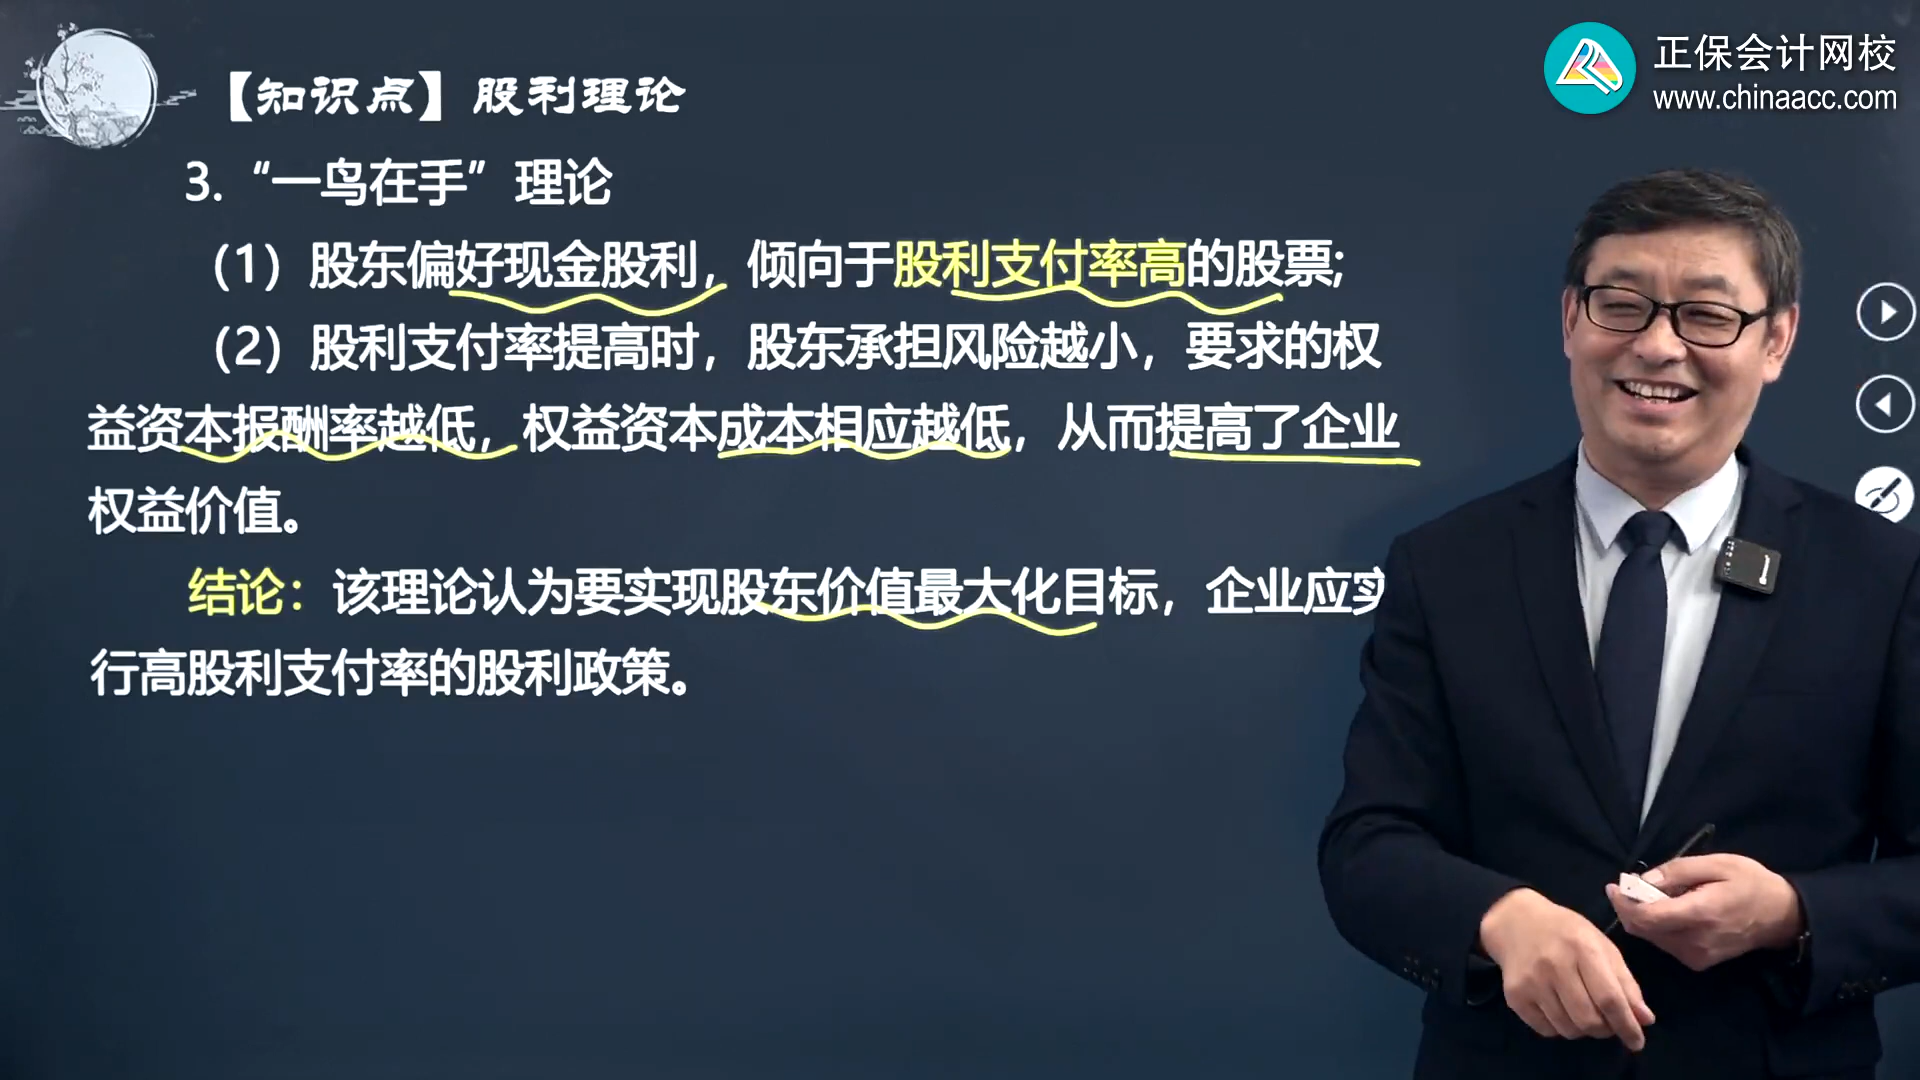 正保会计网校
www.chinaacc.com
【知识点】股利理论
3.“一鸟在手”理论
（1）股东偏好现金股利，倾向于股利支付率高的股票;
（2）股利支付率提高时，股东承担风险越小，要求的权
益资本报酬率越低，权益资本成本相应越低，从而提高了企业
权益价值。
结论：该理论认为要实现股东价值最大化目标，企业应实
行高股利支付率的股利政策。